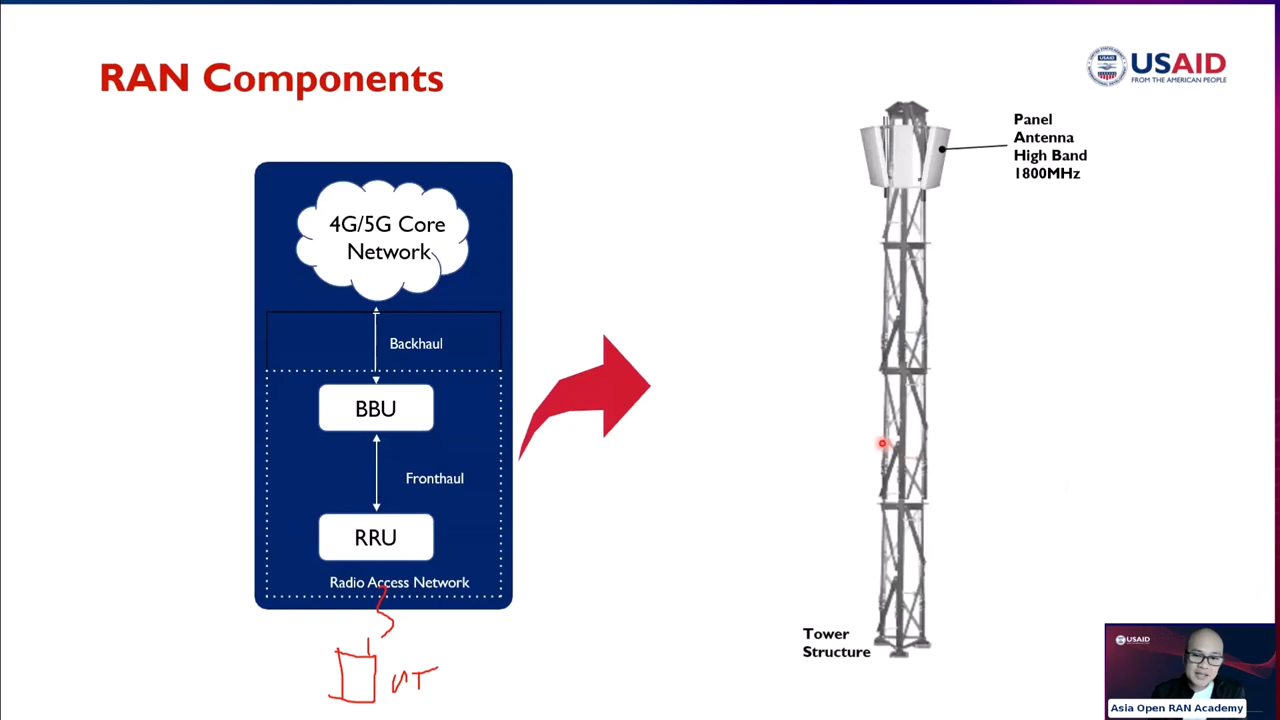 RAN Components
USAID
FROM THE AMERICAN PEOPLE
4G/5G Core
Network
Backhaul
BBU
Fronthaul
RRU
Radio Access Network
Panel
Antenna
High Band
1800MHz
Tower
Structure
USAID
Asia Open RAN Academy